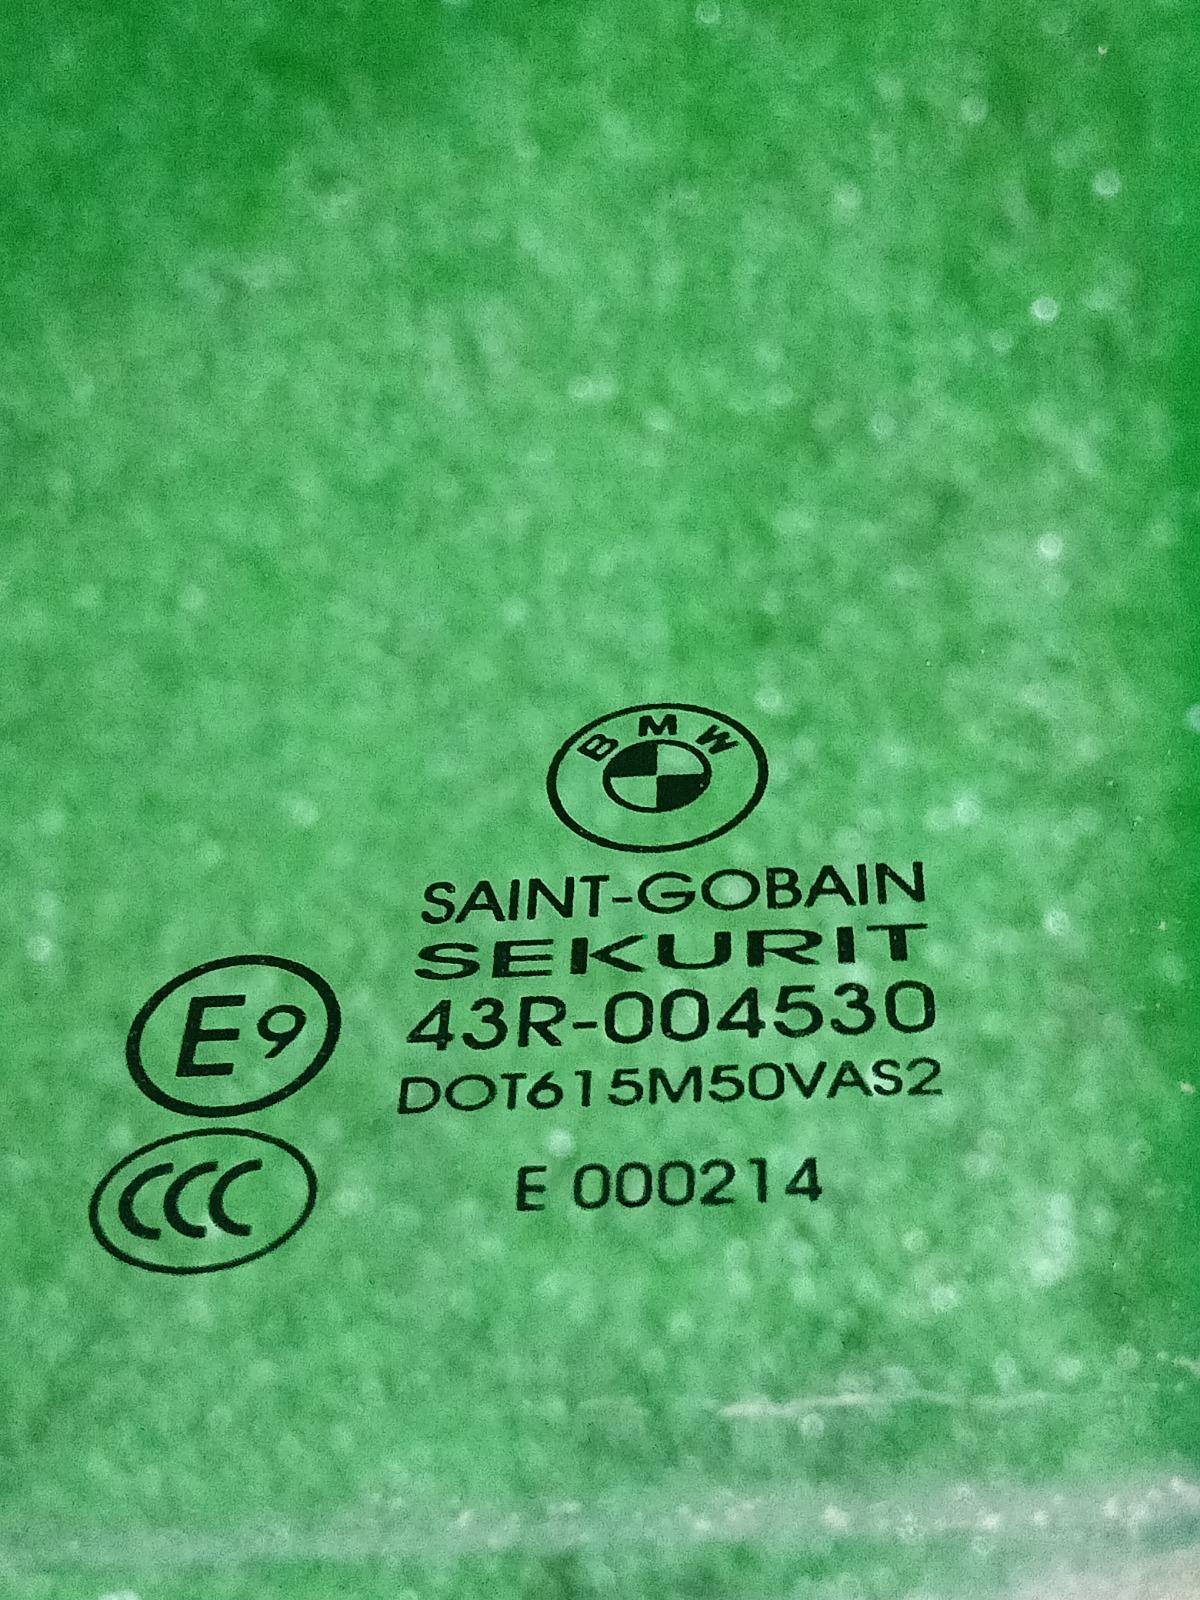 BMW
SAINT-GOBAIN
SEKURIT
43R-004530
DOT615M50VAS2
E 000214
E9
CCC